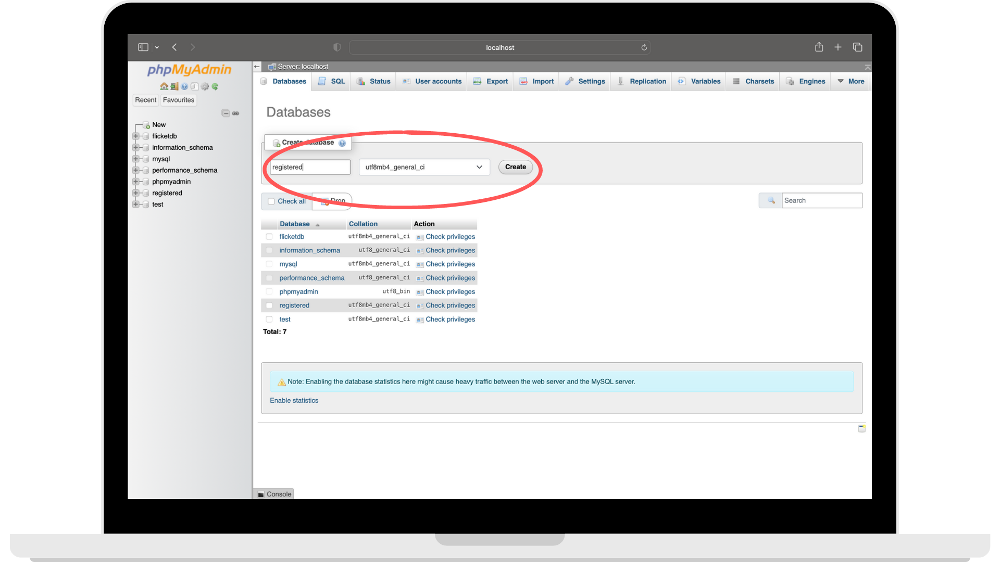 localhost
phpMyAdmin
Recent Favourites
New
flicketdb
information_schema
mysql
performance_schema
phpmyadmin
registered
test
Server: localhost
Databases SQL Status User accounts Export Import Settings Replication Variables Charsets Engines More
Databases
Create database
registered utf8mb4_general_ci Create
Check all Drop Search
Database Collation Action
flicketdb utf8mb4_general_ci Check privileges
information_schema utf8_general_ci Check privileges
mysql utf8mb4_general_ci Check privileges
performance_schema utf8_general_ci Check privileges
phpmyadmin utf8_bin Check privileges
registered utf8mb4_general_ci Check privileges
test utf8mb4_general_ci Check privileges
Total: 7
Note: Enabling the database statistics here might cause heavy traffic between the web server and the MySQL server.
Enable statistics
Console